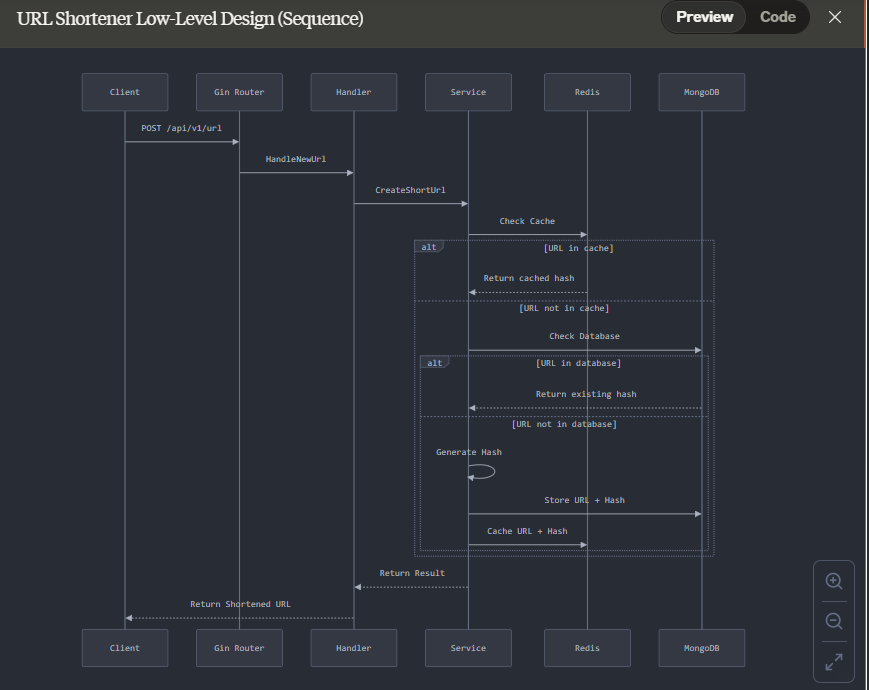 URL Shortener Low-Level Design (Sequence)
Preview
Code
Client
Gin Router
Handler
Service
Redis
MongoDB
POST /api/v1/url
HandleNewUrl
CreateShortUrl
Check Cache
alt
[URL in cache]
Return cached hash
[URL not in cache]
Check Database
alt
[URL in database]
Return existing hash
[URL not in database]
Generate Hash
Store URL + Hash
Cache URL + Hash
Return Result
Return Shortened URL
Client
Gin Router
Handler
Service
Redis
MongoDB